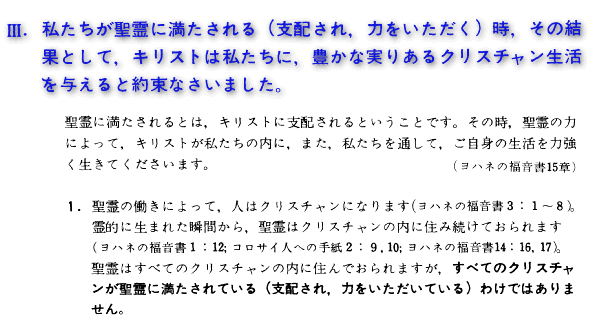 Ⅲ. 私たちが聖霊に満たされる（支配され，力をいただく）時，その結
果として，キリストは私たちに，豊かな実りあるクリスチャン生活
を与えると約束なさいました。
聖霊に満たされるとは，キリストに支配されるということです。その時，聖霊の力
によって，キリストが私たちの内に，また，私たちを通して，ご自身の生活を力強
く生きてくださいます。　（ヨハネの福音書15章）
1. 聖霊の働きによって，人はクリスチャンになります(ヨハネの福音書3：1～8)。
霊的に生まれた瞬間から，聖霊はクリスチャンの内に住み続けておられます
(ヨハネの福音書1：12; コロサイ人への手紙2：9, 10; ヨハネの福音書14：16, 17)。
聖霊はすべてのクリスチャンの内に住んでおられますが，すべてのクリスチャ
ンが聖霊に満たされている（支配され，力をいただいている）わけではありま
せん。